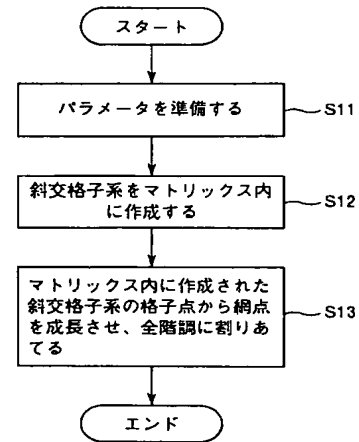 スタート
パラメータを準備する
S11
斜交格子系をマトリックス内
に作成する
S12
マトリックス内に作成された
斜交格子系の格子点から網点
を成長させ、全階調に割りあ
てる
S13
エンド